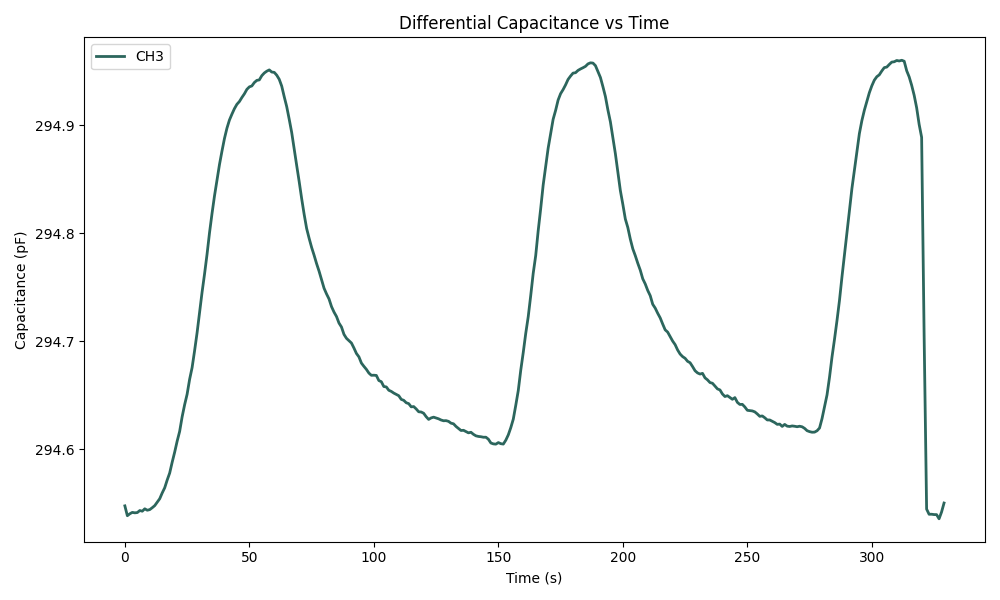 Differential Capacitance vs Time
CH3
Capacitance (pF)
294.9
294.8
294.7
294.6
0 50 100 150 200 250 300
Time (s)